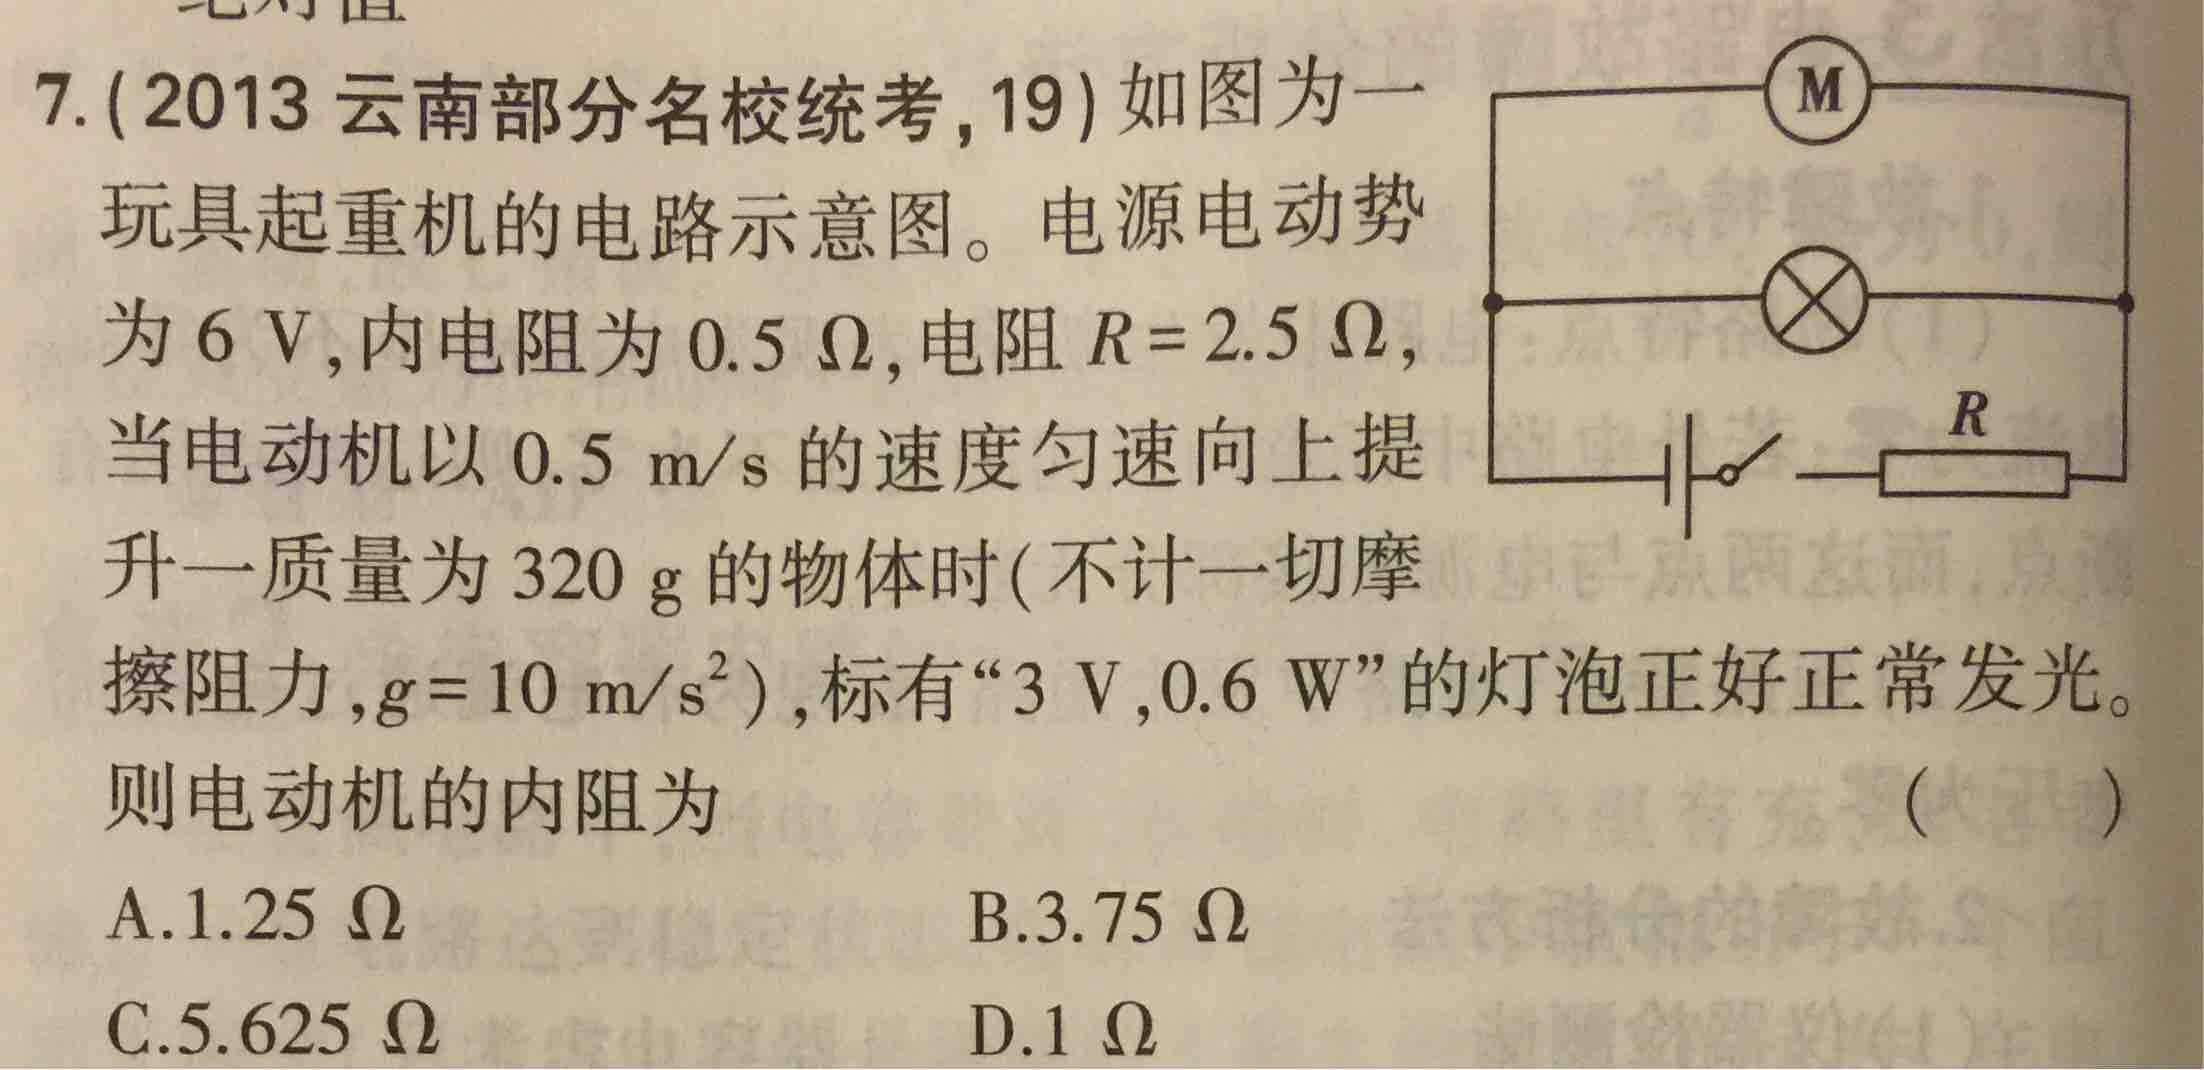 7.(2013 云南部分名校统考,19)如图为一
玩具起重机的电路示意图。电源电动势
为 6 V,内电阻为 0.5 Ω,电阻 R=2.5 Ω,
当电动机以 0.5 m/s 的速度匀速向上提
升一质量为 320 g 的物体时(不计一切摩
擦阻力,g=10 m/s²),标有“3 V,0.6 W”的灯泡正好正常发光。
则电动机的内阻为 (  )
A.1.25 Ω B.3.75 Ω
C.5.625 Ω D.1 Ω
M
R